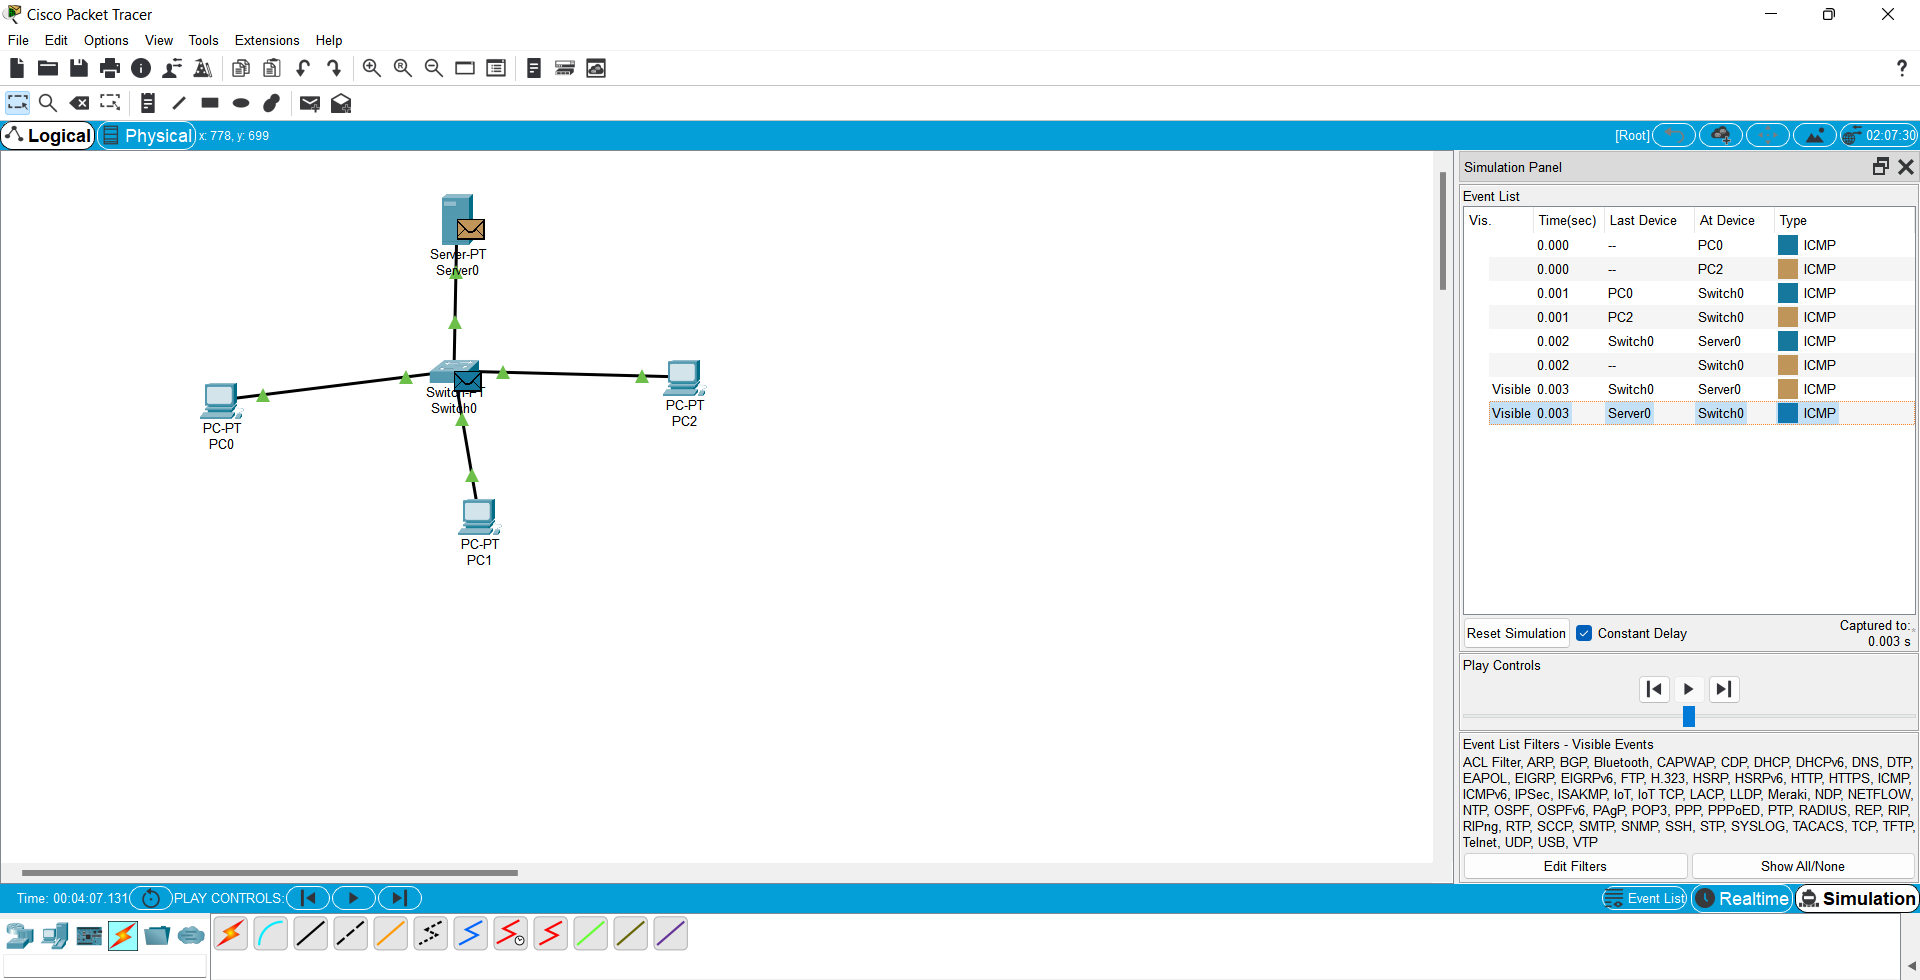 Cisco Packet Tracer
File Edit Options View Tools Extensions Help
?
Logical Physical x: 778, y: 699 [Root] 02:07:30
Server-PT
Server0
Switch-PT
Switch0
PC-PT
PC0
PC-PT
PC2
PC-PT
PC1
Simulation Panel
Event List
Vis. Time(sec) Last Device At Device Type
0.000 -- PC0 ICMP
0.000 -- PC2 ICMP
0.001 PC0 Switch0 ICMP
0.001 PC2 Switch0 ICMP
0.002 Switch0 Server0 ICMP
0.002 -- Switch0 ICMP
Visible 0.003 Switch0 Server0 ICMP
Visible 0.003 Server0 Switch0 ICMP
Reset Simulation Constant Delay Captured to:
0.003 s
Play Controls
Event List Filters - Visible Events
ACL Filter, ARP, BGP, Bluetooth, CAPWAP, CDP, DHCP, DHCPv6, DNS, DTP,
EAPOL, EIGRP, EIGRPv6, FTP, H.323, HSRP, HSRPv6, HTTP, HTTPS, ICMP,
ICMPv6, IPSec, ISAKMP, IoT, IoT TCP, LACP, LLDP, Meraki, NDP, NETFLOW,
NTP, OSPF, OSPFv6, PAgP, POP3, PPP, PPPoED, PTP, RADIUS, REP, RIP,
RIPng, RTP, SCCP, SMTP, SNMP, SSH, STP, SYSLOG, TACACS, TCP, TFTP,
Telnet, UDP, USB, VTP
Edit Filters Show All/None
Time: 00:04:07.131 PLAY CONTROLS: Event List Realtime Simulation